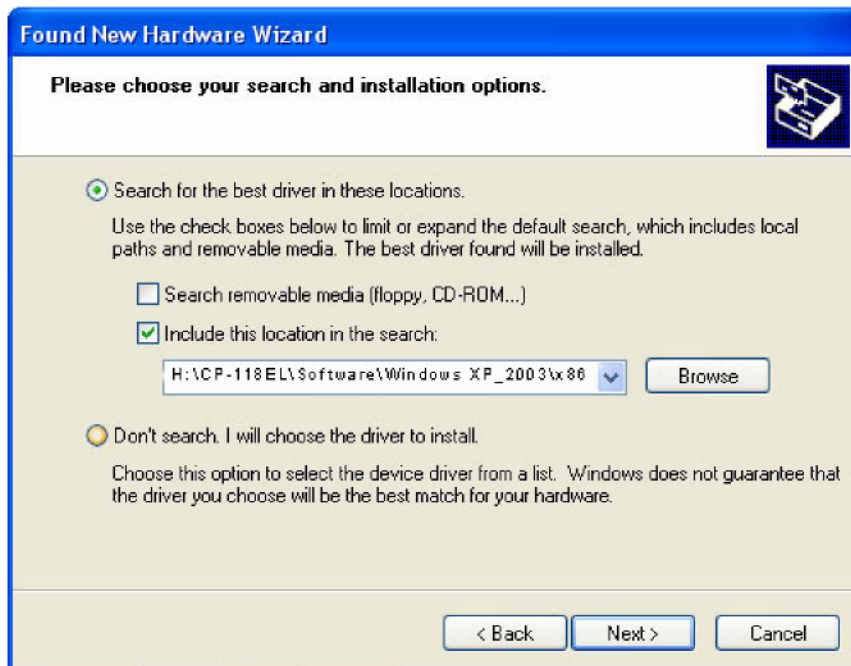 Found New Hardware Wizard
Please choose your search and installation options.
Search for the best driver in these locations.
Use the check boxes below to limit or expand the default search, which includes local
paths and removable media. The best driver found will be installed.
Search removable media (floppy, CD-ROM...)
Include this location in the search:
H:\CP-118EL\Software\Windows XP_2003\x86
Browse
Don't search. I will choose the driver to install.
Choose this option to select the device driver from a list. Windows does not guarantee that
the driver you choose will be the best match for your hardware.
< Back
Next >
Cancel